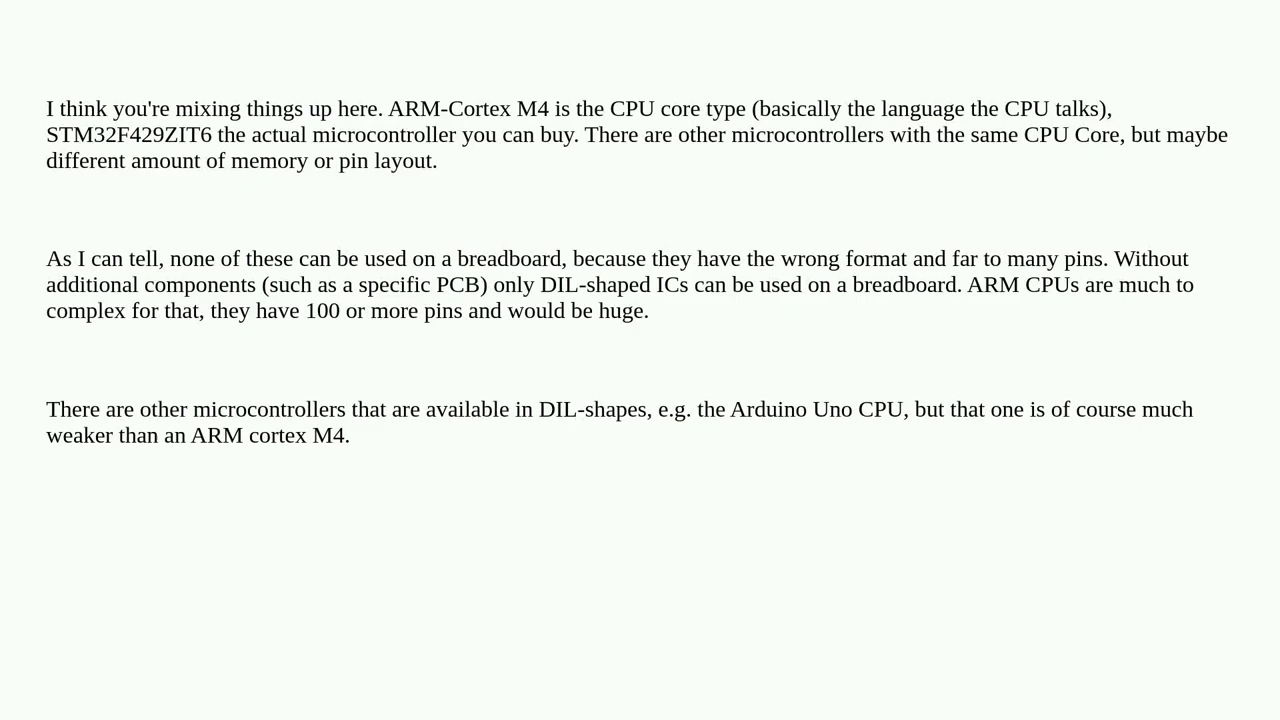 I think you're mixing things up here. ARM-Cortex M4 is the CPU core type (basically the language the CPU talks),
STM32F429ZIT6 the actual microcontroller you can buy. There are other microcontrollers with the same CPU Core, but maybe
different amount of memory or pin layout.
As I can tell, none of these can be used on a breadboard, because they have the wrong format and far to many pins. Without
additional components (such as a specific PCB) only DIL-shaped ICs can be used on a breadboard. ARM CPUs are much to
complex for that, they have 100 or more pins and would be huge.
There are other microcontrollers that are available in DIL-shapes, e.g. the Arduino Uno CPU, but that one is of course much
weaker than an ARM cortex M4.